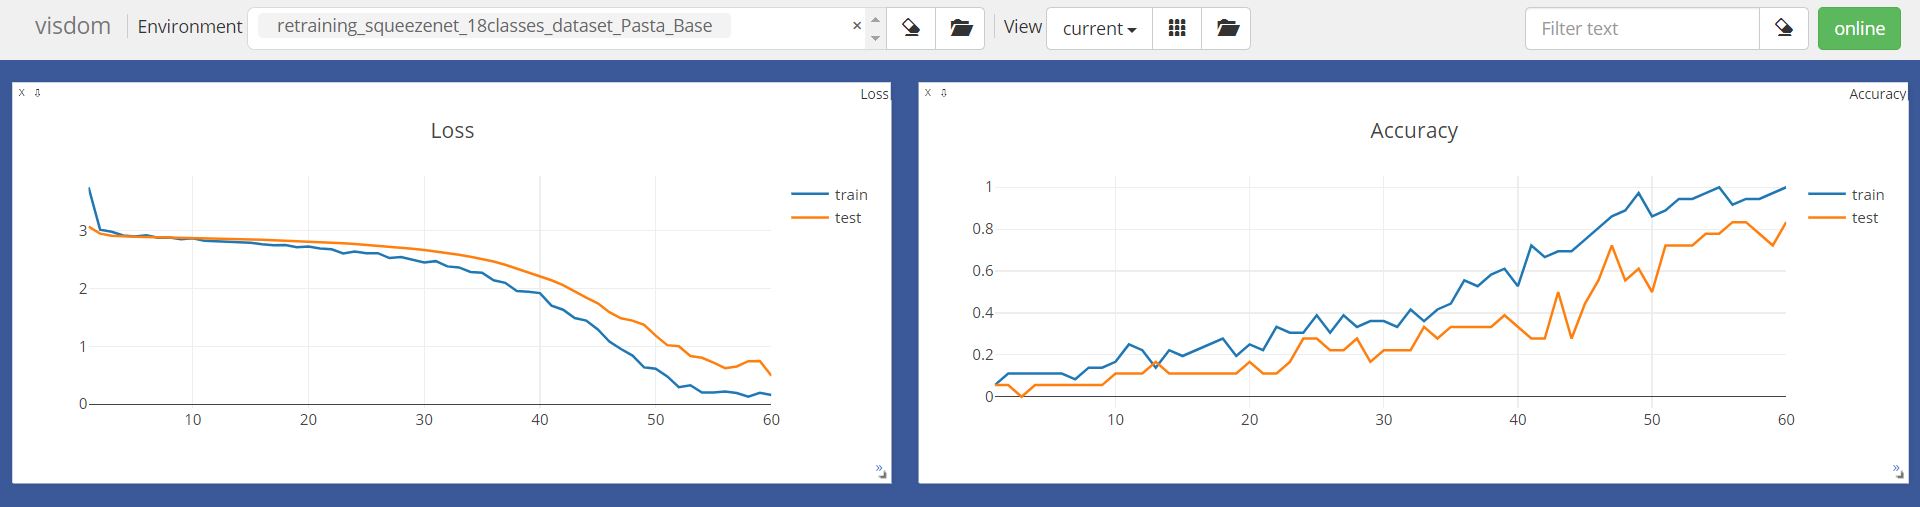 visdom Environment retraining_squeezenet_18classes_dataset_Pasta_Base × View current Filter text online
X Loss
Loss
train
test
3
2
1
0
10 20 30 40 50 60
»
X Accuracy
Accuracy
train
test
1
0.8
0.6
0.4
0.2
0
10 20 30 40 50 60
»